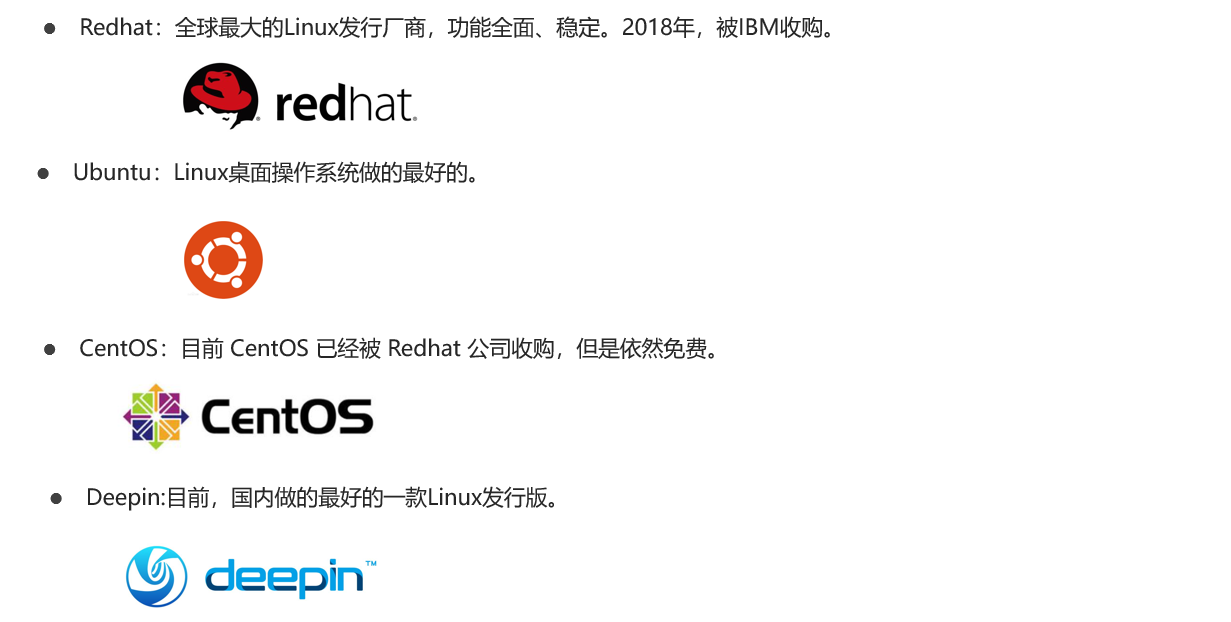 ● Redhat：全球最大的Linux发行厂商，功能全面、稳定。2018年，被IBM收购。
redhat.
● Ubuntu：Linux桌面操作系统做的最好的。
● CentOS：目前 CentOS 已经被 Redhat 公司收购，但是依然免费。
CentOS
● Deepin:目前，国内做的最好的一款Linux发行版。
deepin™